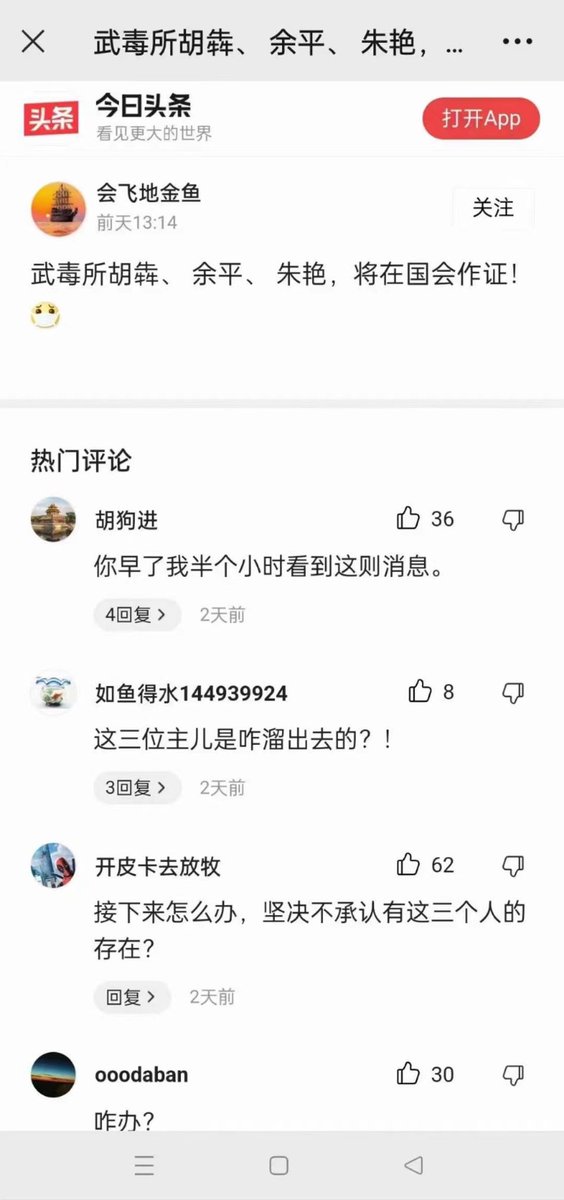 武毒所胡犇、 余平、 朱艳，...
头条
今日头条
看见更大的世界
打开App
会飞地金鱼
前天13:14
关注
武毒所胡犇、 余平、 朱艳，将在国会作证！
热门评论
胡狗进
36
你早了我半个小时看到这则消息。
4回复
2天前
如鱼得水144939924
8
这三位主儿是咋溜出去的？！
3回复
2天前
开皮卡去放牧
62
接下来怎么办，坚决不承认有这三个人的
存在？
回复
2天前
ooodaban
30
咋办？